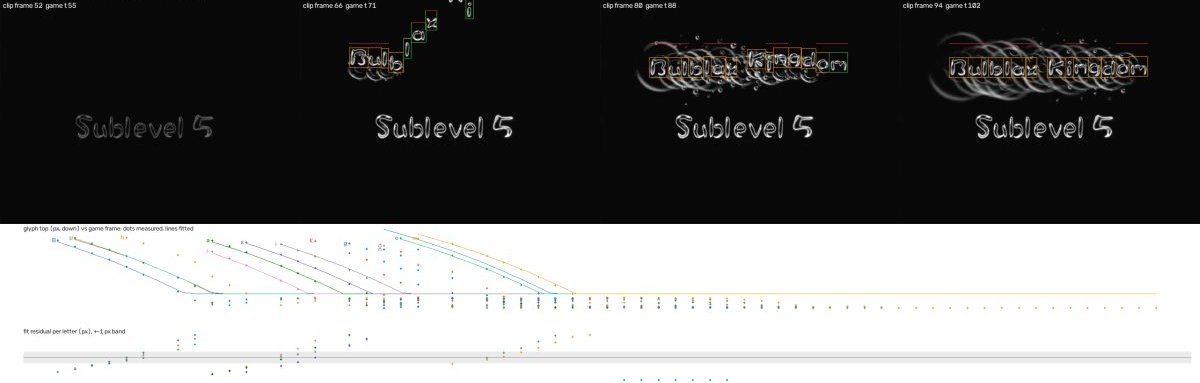 clip frame 52 game t 55
clip frame 66 game t 71
clip frame 80 game t 88
clip frame 94 game t 102
Bulblax Ki
Bulblax Kingdom
Bulblax Kingdom
Sublevel 5
Sublevel 5
Sublevel 5
Sublevel 5
glyph top (px, down) vs game frame: dots measured, lines fitted
fit residual per letter (px), +-1 px band